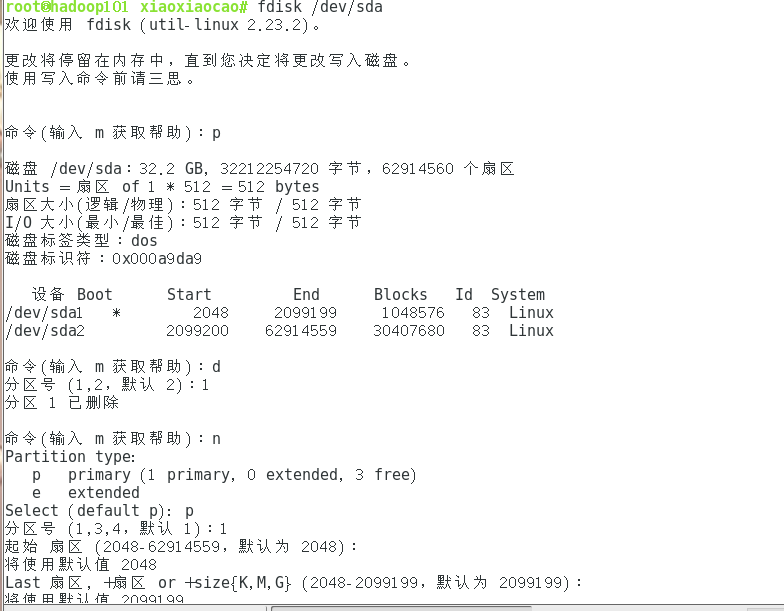 root@hadoop101 xiaoxiaocao# fdisk /dev/sda
欢迎使用 fdisk (util-linux 2.23.2)。
更改将停留在内存中，直到您决定将更改写入磁盘。
使用写入命令前请三思。
命令(输入 m 获取帮助)：p
磁盘 /dev/sda：32.2 GB, 32212254720 字节，62914560 个扇区
Units = 扇区 of 1 * 512 = 512 bytes
扇区大小(逻辑/物理)：512 字节 / 512 字节
I/O 大小(最小/最佳)：512 字节 / 512 字节
磁盘标签类型：dos
磁盘标识符：0x000a9da9
设备 Boot Start End Blocks Id System
/dev/sda1 * 2048 2099199 1048576 83 Linux
/dev/sda2 2099200 62914559 30407680 83 Linux
命令(输入 m 获取帮助)：d
分区号 (1,2，默认 2)：1
分区 1 已删除
命令(输入 m 获取帮助)：n
Partition type:
p primary (1 primary, 0 extended, 3 free)
e extended
Select (default p): p
分区号 (1,3,4，默认 1)：1
起始 扇区 (2048-62914559，默认为 2048)：
将使用默认值 2048
Last 扇区, +扇区 or +size{K,M,G} (2048-2099199，默认为 2099199)：
将使用默认值 2099199